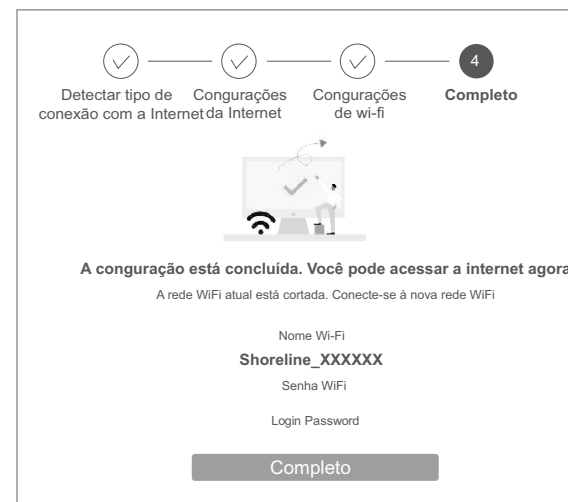 4
Detectar tipo de
conexão com a Internet
Congurações
da Internet
Congurações
de wi-fi
Completo
A conguração está concluída. Você pode acessar a internet agora
A rede WiFi atual está cortada. Conecte-se à nova rede WiFi
Nome Wi-Fi
Shoreline_XXXXXX
Senha WiFi
Login Password
Completo